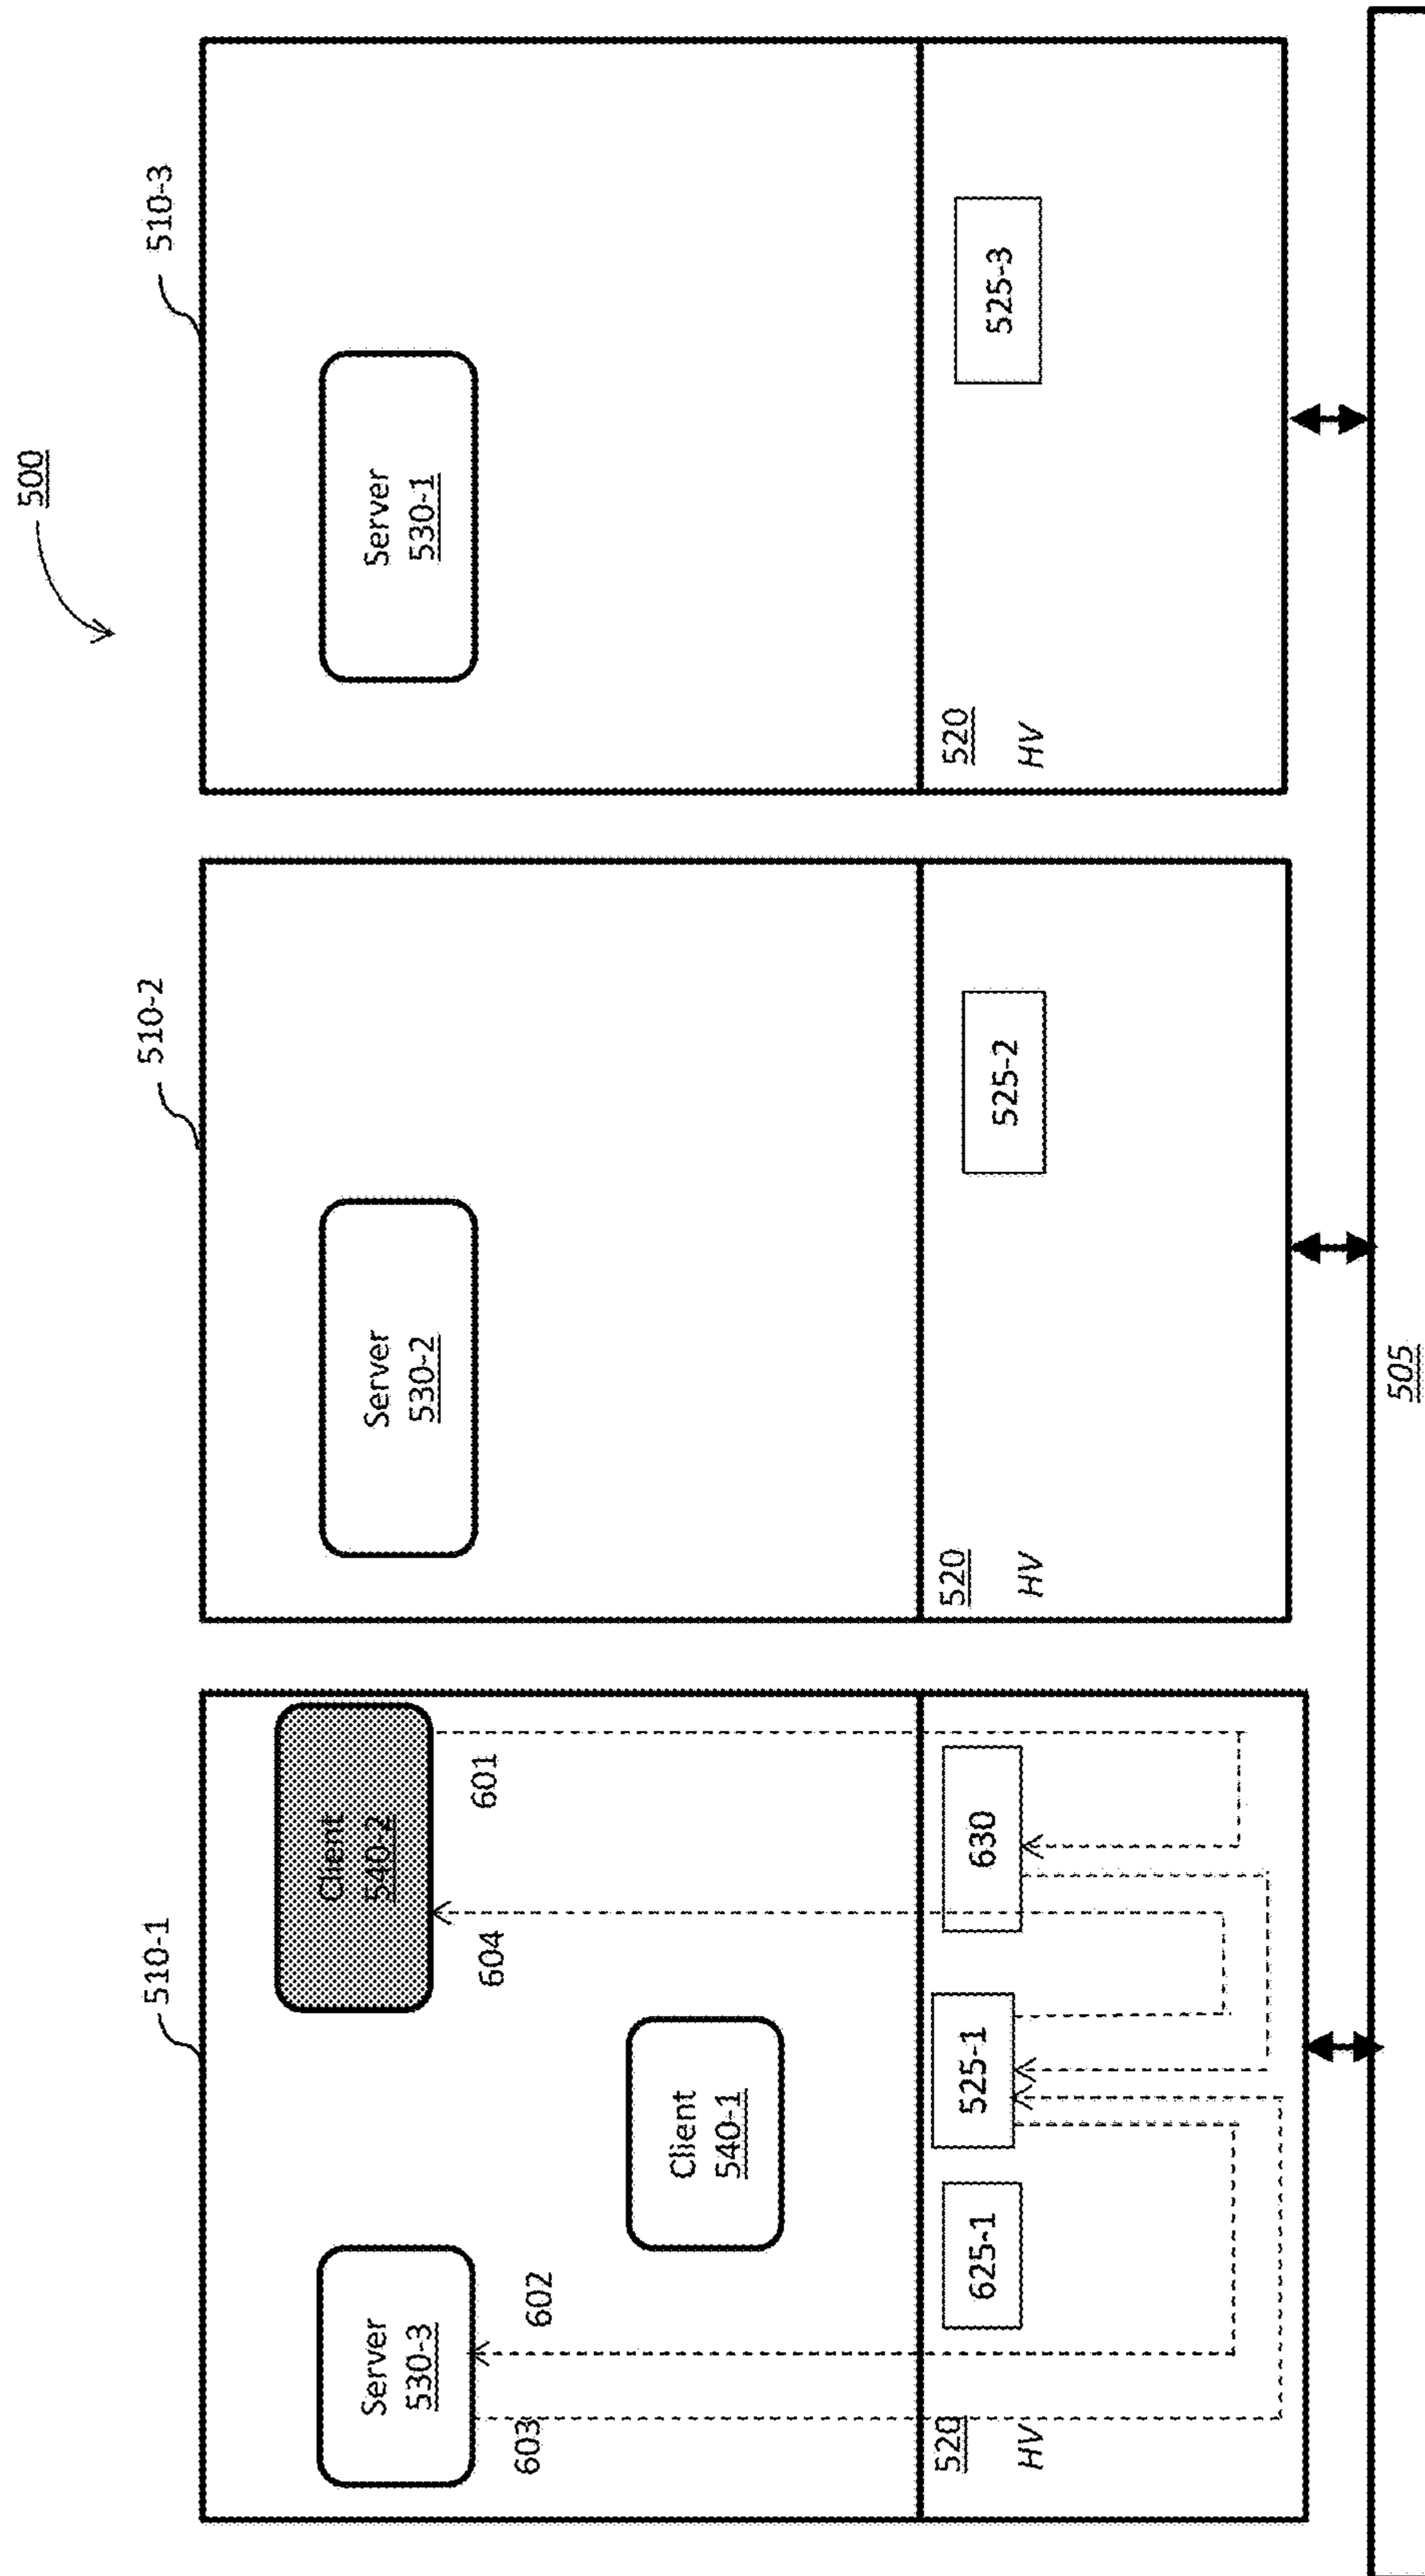 500
510-1
510-2
510-3
Server
530-3
Client
540-2
Client
540-1
Server
530-2
Server
530-1
601
604
602
603
625-1
525-1
630
525-2
525-3
520
HV
520
HV
520
HV
505